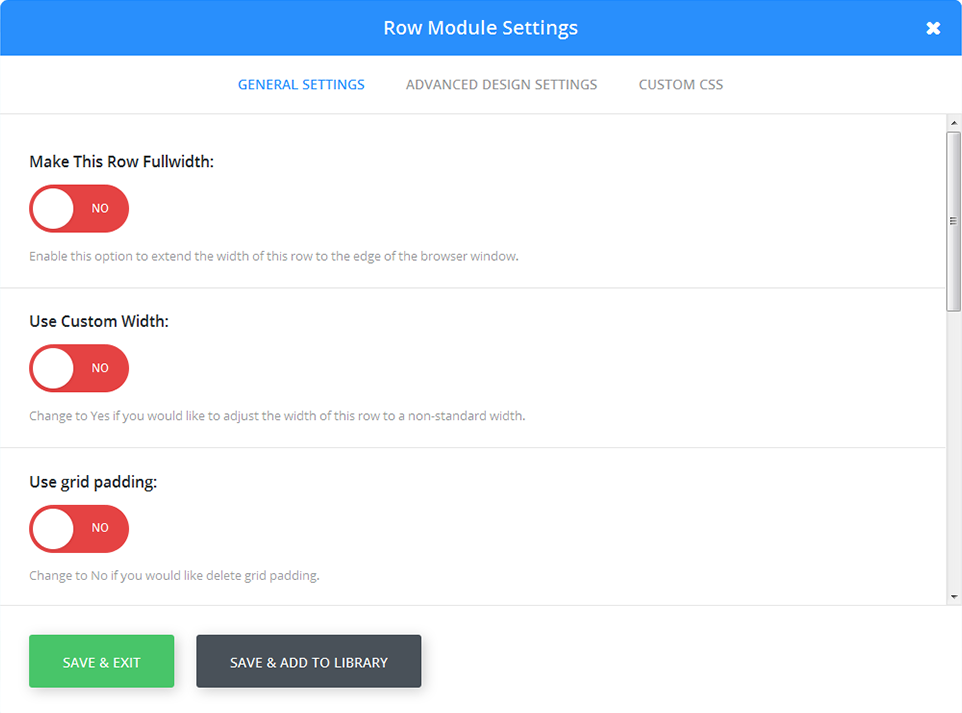 Row Module Settings
GENERAL SETTINGS ADVANCED DESIGN SETTINGS CUSTOM CSS
Make This Row Fullwidth:
NO
Enable this option to extend the width of this row to the edge of the browser window.
Use Custom Width:
NO
Change to Yes if you would like to adjust the width of this row to a non-standard width.
Use grid padding:
NO
Change to No if you would like delete grid padding.
SAVE & EXIT SAVE & ADD TO LIBRARY